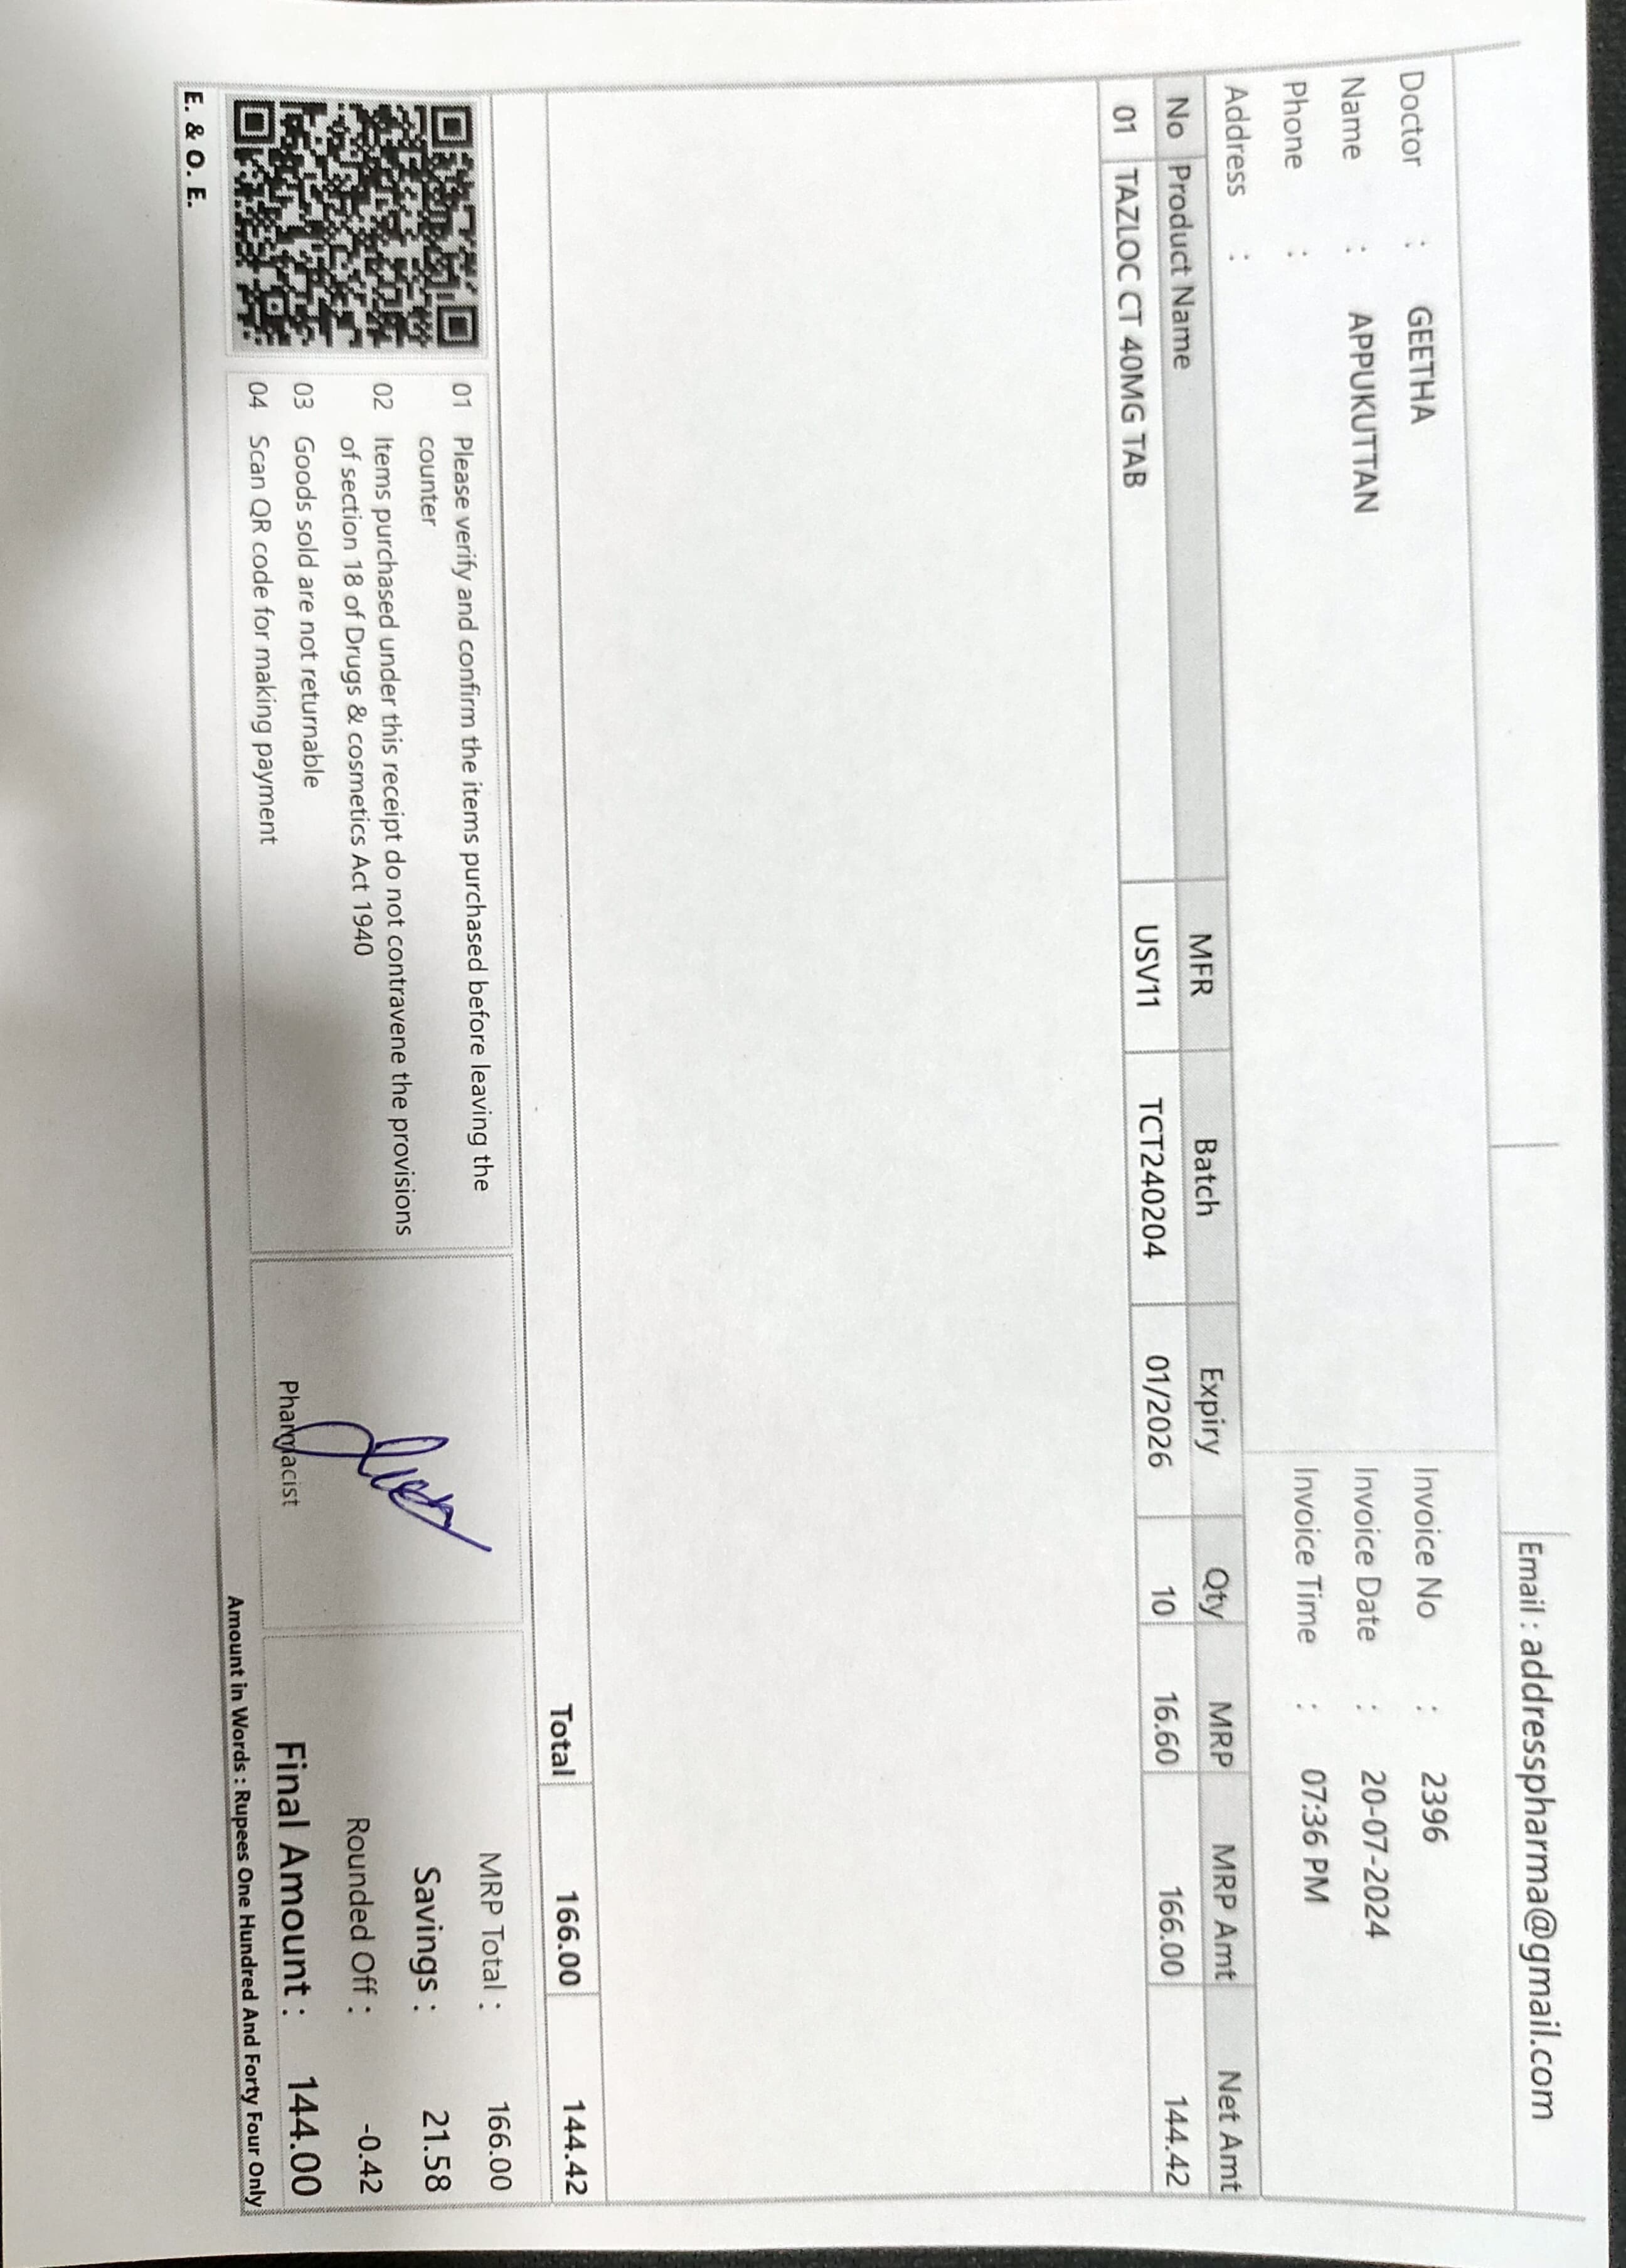 Email : addresspharma@gmail.com
Doctor : GEETHA
Name : APPUKUTTAN
Phone :
Address :
Invoice No : 2396
Invoice Date : 20-07-2024
Invoice Time : 07:36 PM
No Product Name MFR Batch Expiry Qty MRP MRP Amt Net Amt
01 TAZLOC CT 40MG TAB USV11 TCT240204 01/2026 10 16.60 166.00 144.42
Total 166.00 144.42
01 Please verify and confirm the items purchased before leaving the
counter
02 Items purchased under this receipt do not contravene the provisions
of section 18 of Drugs & cosmetics Act 1940
03 Goods sold are not returnable
04 Scan QR code for making payment
Pharmacist
MRP Total : 166.00
Savings : 21.58
Rounded Off : -0.42
Final Amount : 144.00
Amount in Words : Rupees One Hundred And Forty Four Only
E. & O. E.